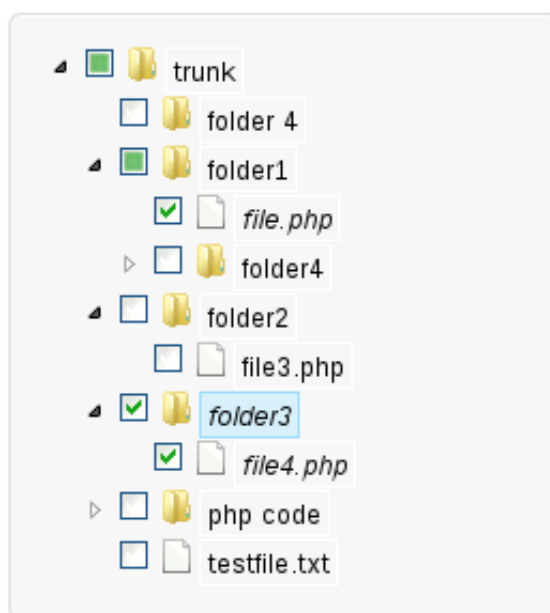 trunk
folder 4
folder1
file.php
folder4
folder2
file3.php
folder3
file4.php
php code
testfile.txt